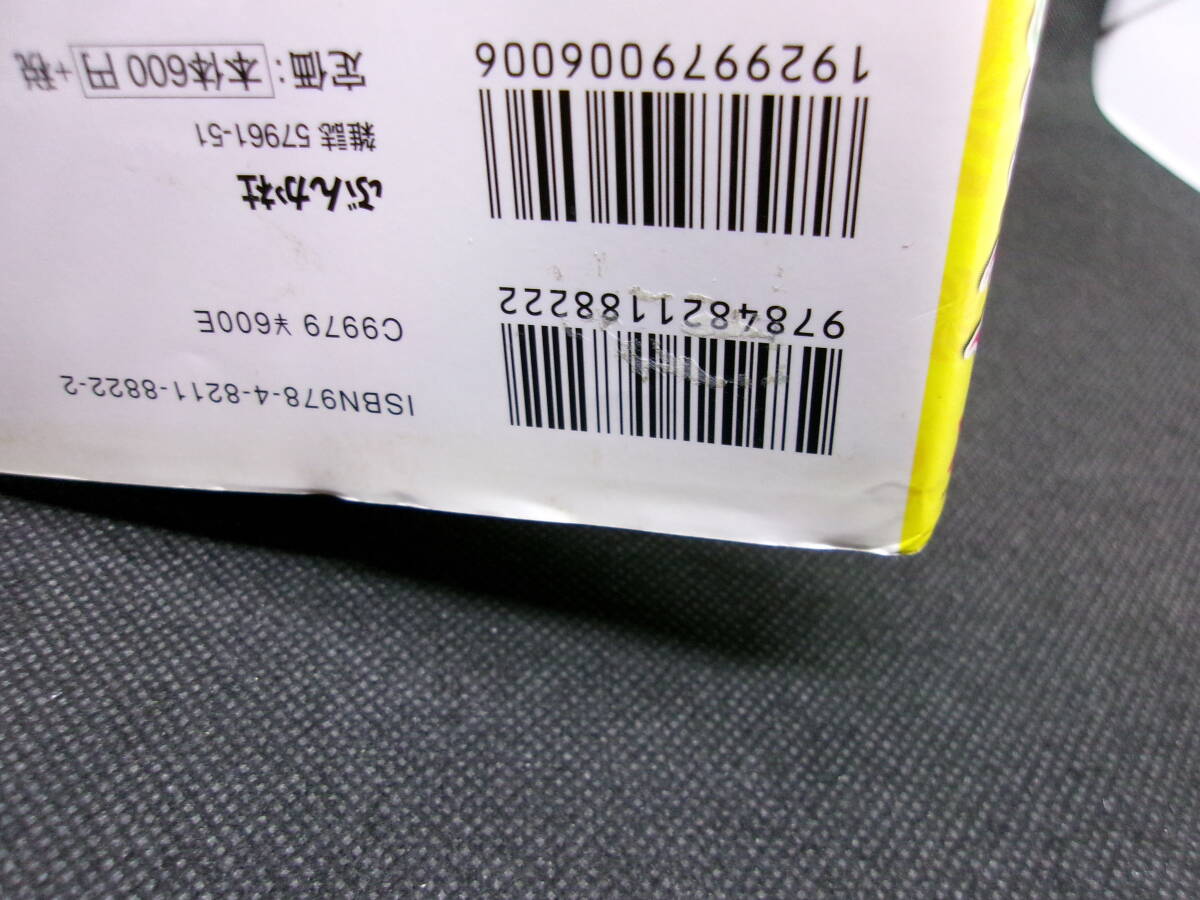 9784821188222
1929979006006
ISBN978-4-8211-8822-2
C9979 ¥600E
ぶんか社
雑誌 57961-51
定価：本体600円 +税